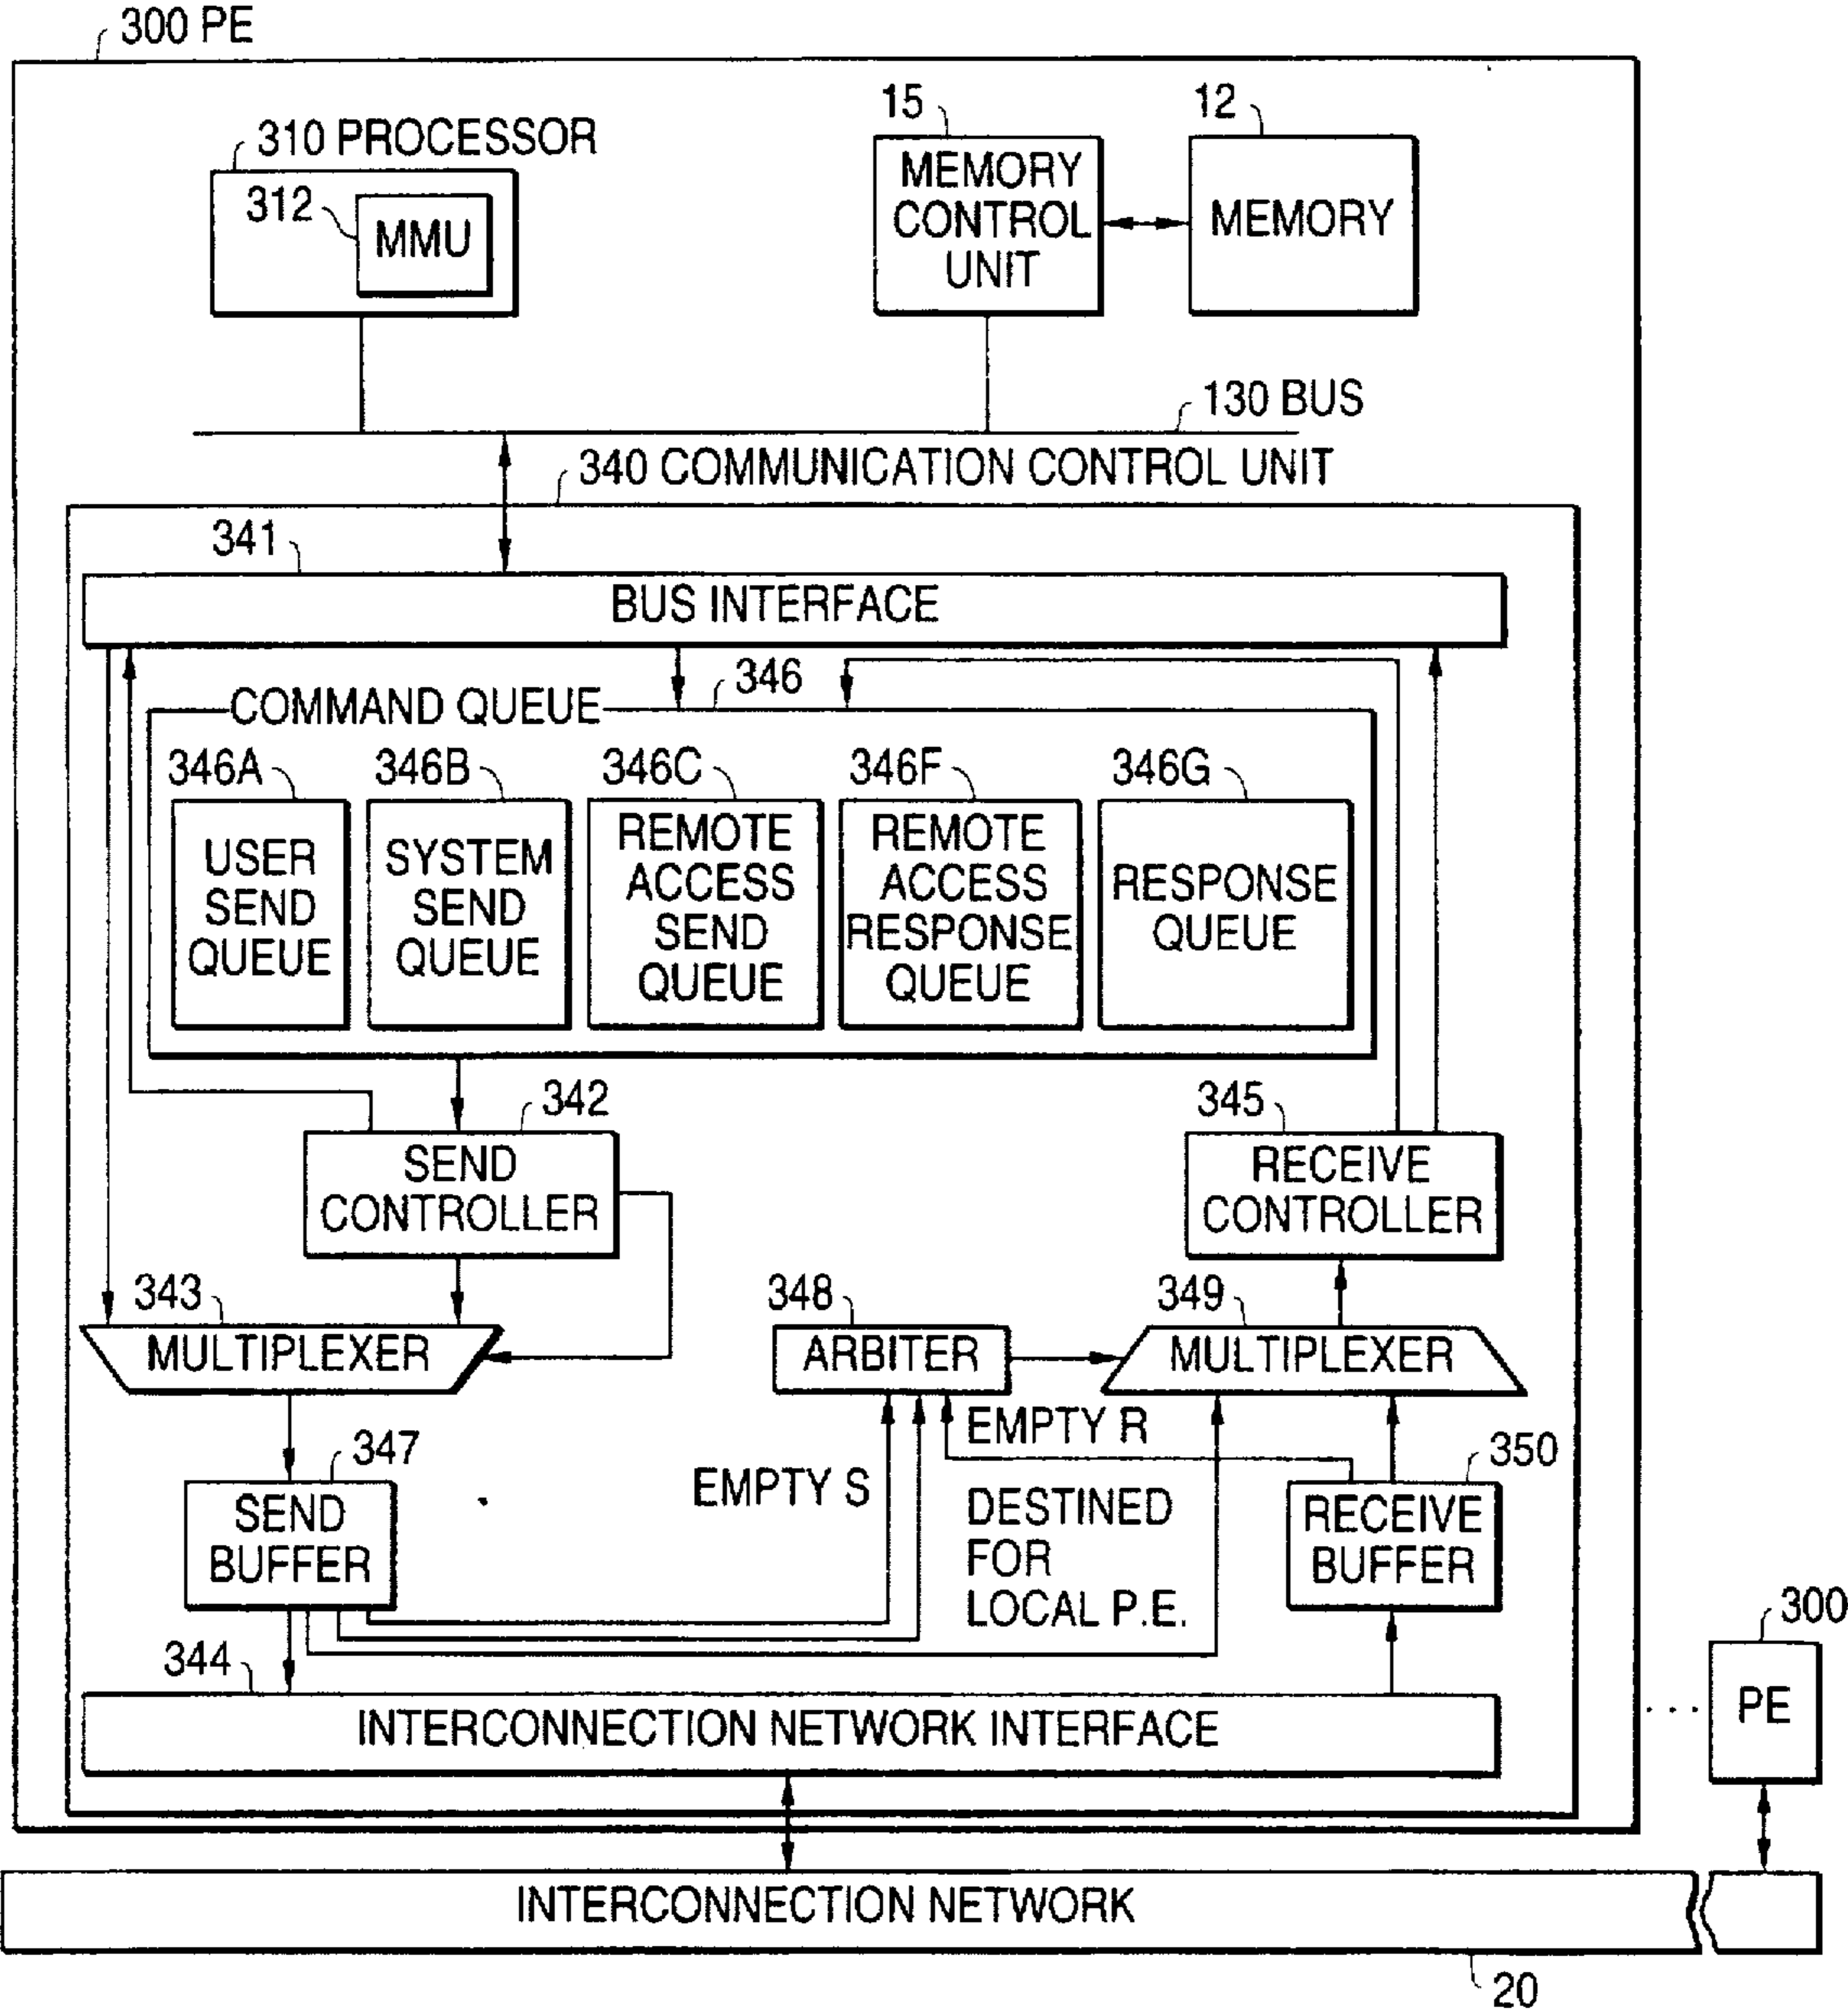 300 PE
310 PROCESSOR
312
MMU
15
MEMORY
CONTROL
UNIT
12
MEMORY
130 BUS
340 COMMUNICATION CONTROL UNIT
341
BUS INTERFACE
346
COMMAND QUEUE
346A
USER
SEND
QUEUE
346B
SYSTEM
SEND
QUEUE
346C
REMOTE
ACCESS
SEND
QUEUE
346F
REMOTE
ACCESS
RESPONSE
QUEUE
346G
RESPONSE
QUEUE
342
SEND
CONTROLLER
345
RECEIVE
CONTROLLER
343
MULTIPLEXER
348
ARBITER
349
MULTIPLEXER
347
SEND
BUFFER
EMPTY S
EMPTY R
DESTINED
FOR
LOCAL P.E.
350
RECEIVE
BUFFER
344
INTERCONNECTION NETWORK INTERFACE
300
PE
. . .
INTERCONNECTION NETWORK
20